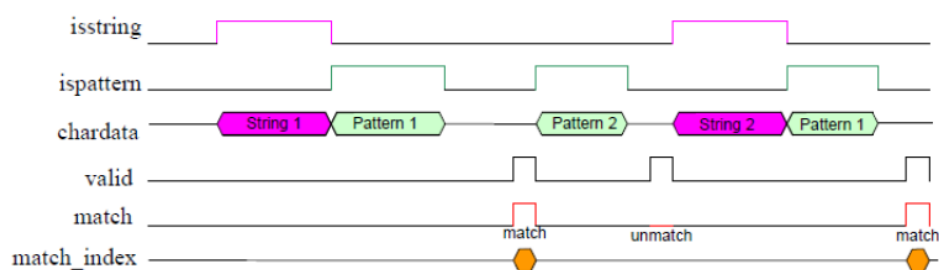 isstring
ispattern
chardata String 1 Pattern 1 Pattern 2 String 2 Pattern 1
valid
match
match unmatch match
match_index